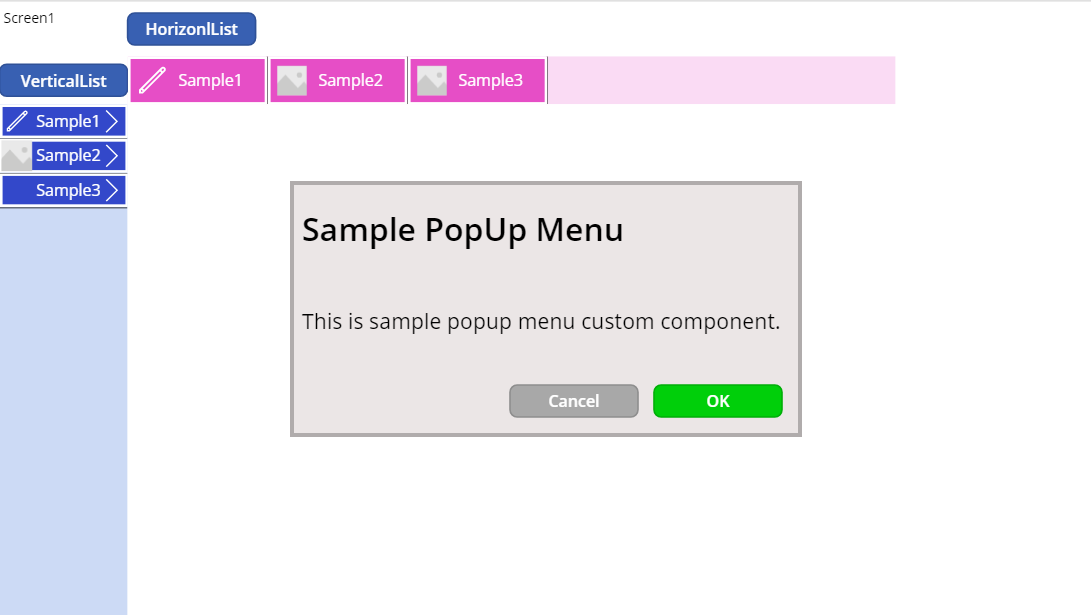 Screen1
HorizonlList
VerticalList
Sample1 Sample2 Sample3
Sample1
Sample2
Sample3
Sample PopUp Menu
This is sample popup menu custom component.
Cancel OK